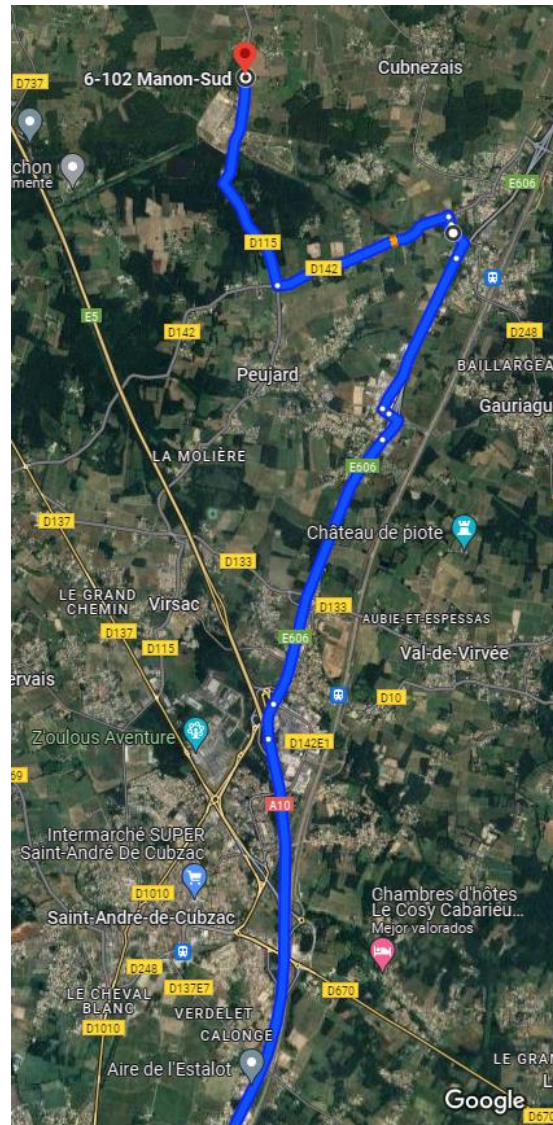 Cubnezais
D737
6-102 Manon-Sud
chon
mente
E606
D115
D142
D248
E5
D142
BAILLARGEA
Peujard
Gauriagu
LA MOLIÈRE
E606
D137
Château de piote
D133
LE GRAND
CHEMIN
Virsac
D133
AUBIE-ET-ESPESSAS
D137
E606
D115
Val-de-Virvée
ervais
D10
Zoulous Aventure
D142E1
69
A10
Intermarché SUPER
Saint-André De Cubzac
D1010
Chambres d'hôtes
Le Cosy Cabarieu...
Mejor valorados
Saint-André-de-Cubzac
D248
D137E7
D670
LE CHEVAL
BLANC
VERDELET
D1010
CALONGE
LE GRAN
Aire de l'Estalot
L
Google
D670